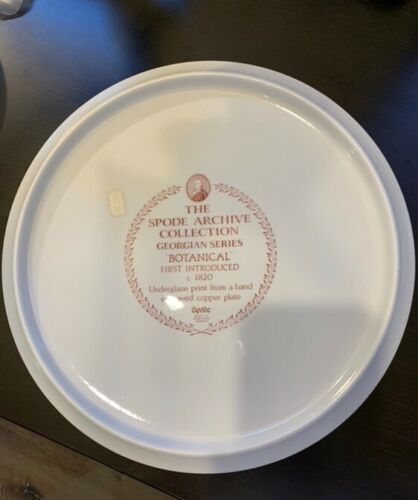 THE
SPODE ARCHIVE
COLLECTION
GEORGIAN SERIES
'BOTANICAL'
FIRST INTRODUCED
c. 1820
Underglaze print from a hand
engraved copper plate
Spode